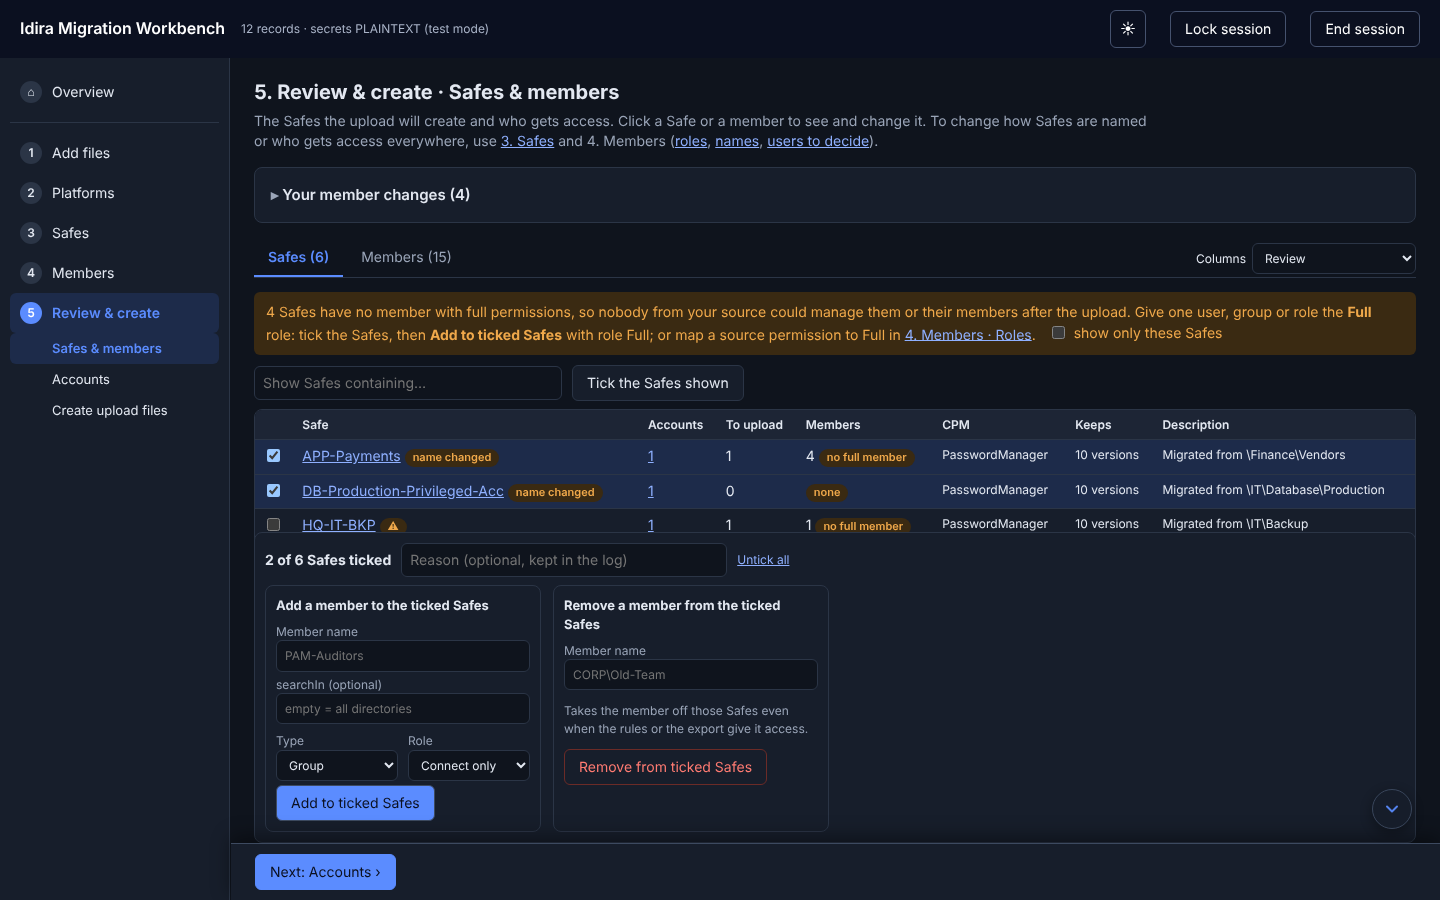 Idira Migration Workbench
12 records · secrets PLAINTEXT (test mode)
☀
Lock session
End session
⌂ Overview
1 Add files
2 Platforms
3 Safes
4 Members
5 Review & create
Safes & members
Accounts
Create upload files
5. Review & create · Safes & members
The Safes the upload will create and who gets access. Click a Safe or a member to see and change it. To change how Safes are named
or who gets access everywhere, use 3. Safes and 4. Members (roles, names, users to decide).
▸ Your member changes (4)
Safes (6)
Members (15)
Columns
Review
4 Safes have no member with full permissions, so nobody from your source could manage them or their members after the upload. Give one user, group or role the Full
role: tick the Safes, then Add to ticked Safes with role Full; or map a source permission to Full in 4. Members · Roles. show only these Safes
Show Safes containing...
Tick the Safes shown
Safe Accounts To upload Members CPM Keeps Description
APP-Payments name changed 1 1 4 no full member PasswordManager 10 versions Migrated from \Finance\Vendors
DB-Production-Privileged-Acc name changed 1 0 none PasswordManager 10 versions Migrated from \IT\Database\Production
HQ-IT-BKP ⚠ 1 1 1 no full member PasswordManager 10 versions Migrated from \IT\Backup
2 of 6 Safes ticked
Reason (optional, kept in the log)
Untick all
Add a member to the ticked Safes
Member name
PAM-Auditors
searchIn (optional)
empty = all directories
Type Role
Group Connect only
Add to ticked Safes
Remove a member from the ticked
Safes
Member name
CORP\Old-Team
Takes the member off those Safes even
when the rules or the export give it access.
Remove from ticked Safes
Next: Accounts ›